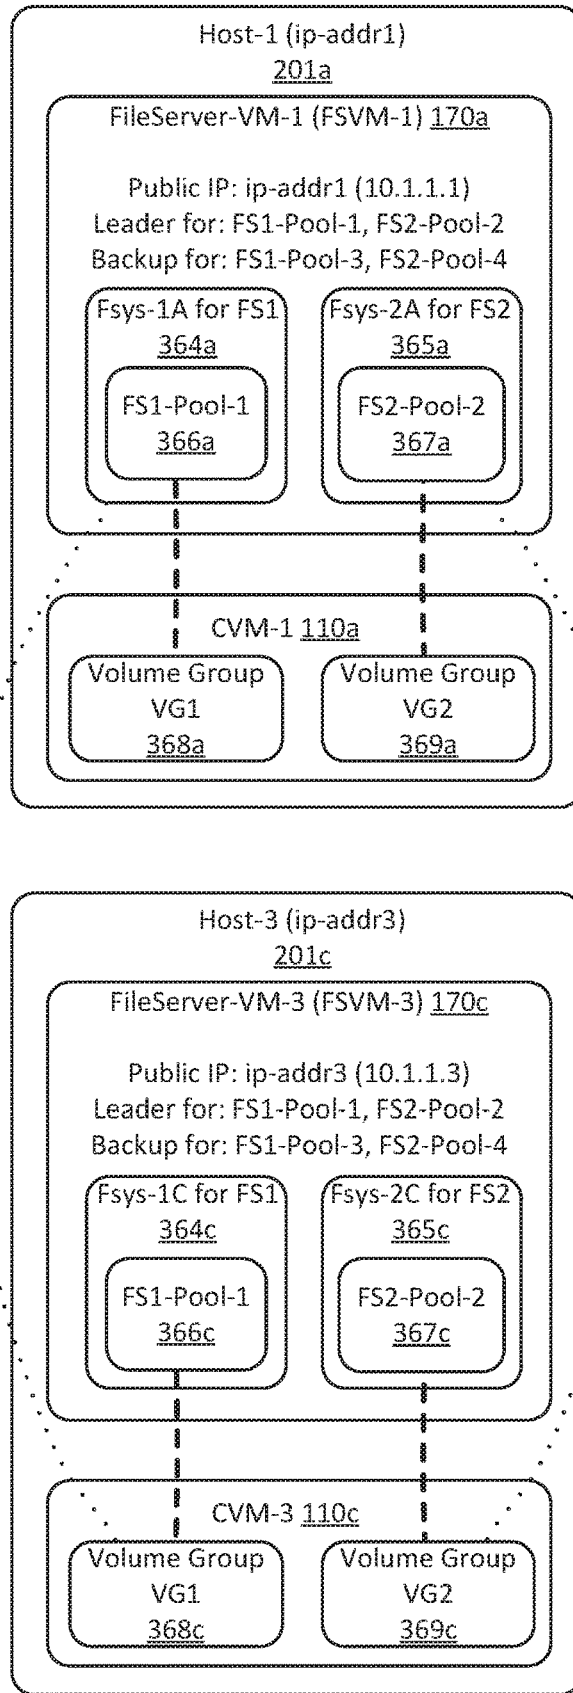 Host-1 (ip-addr1)
201a
FileServer-VM-1 (FSVM-1) 170a
Public IP: ip-addr1 (10.1.1.1)
Leader for: FS1-Pool-1, FS2-Pool-2
Backup for: FS1-Pool-3, FS2-Pool-4
Fsys-1A for FS1
364a
FS1-Pool-1
366a
Fsys-2A for FS2
365a
FS2-Pool-2
367a
CVM-1 110a
Volume Group
VG1
368a
Volume Group
VG2
369a
Host-3 (ip-addr3)
201c
FileServer-VM-3 (FSVM-3) 170c
Public IP: ip-addr3 (10.1.1.3)
Leader for: FS1-Pool-1, FS2-Pool-2
Backup for: FS1-Pool-3, FS2-Pool-4
Fsys-1C for FS1
364c
FS1-Pool-1
366c
Fsys-2C for FS2
365c
FS2-Pool-2
367c
CVM-3 110c
Volume Group
VG1
368c
Volume Group
VG2
369c